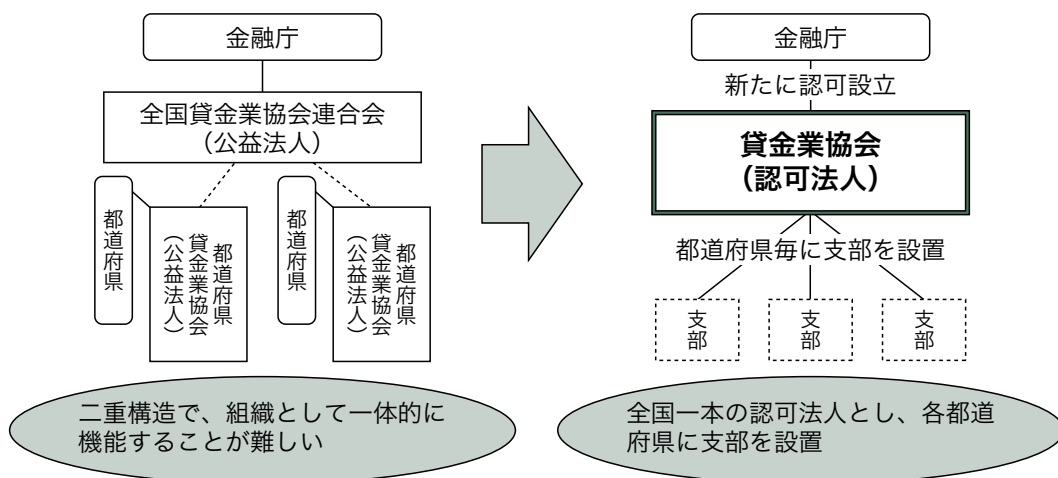 金融庁
全国貸金業協会連合会
（公益法人）
都道府県
都道府県
貸金業協会
（公益法人）
都道府県
都道府県
貸金業協会
（公益法人）
二重構造で、組織として一体的に
機能することが難しい
金融庁
新たに認可設立
貸金業協会
（認可法人）
都道府県毎に支部を設置
支部
支部
支部
全国一本の認可法人とし、各都道
府県に支部を設置